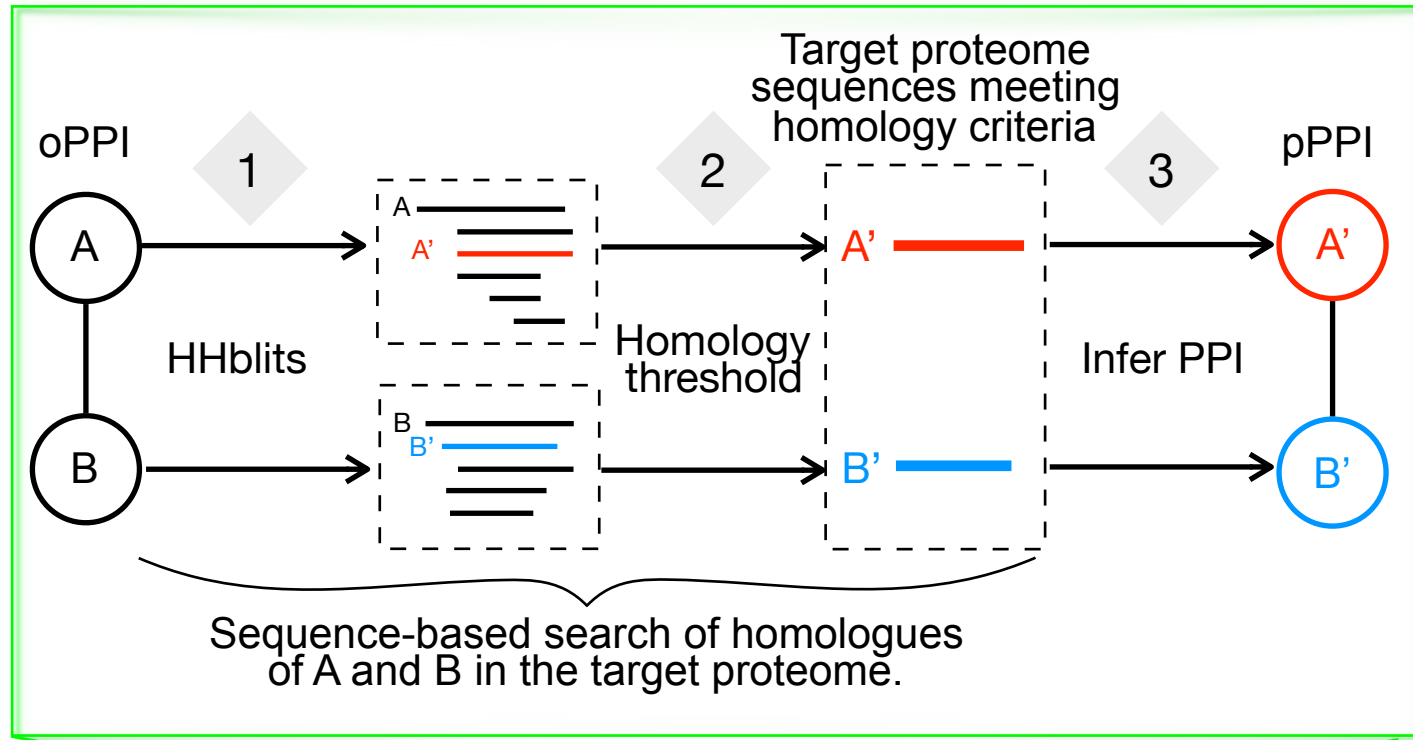 Target proteome
sequences meeting
homology criteria
oPPI
1
2
3
pPPI
A
A
A'
A'
A'
HHblits
Homology
threshold
Infer PPI
B
B
B'
B'
B'
Sequence-based search of homologues
of A and B in the target proteome.